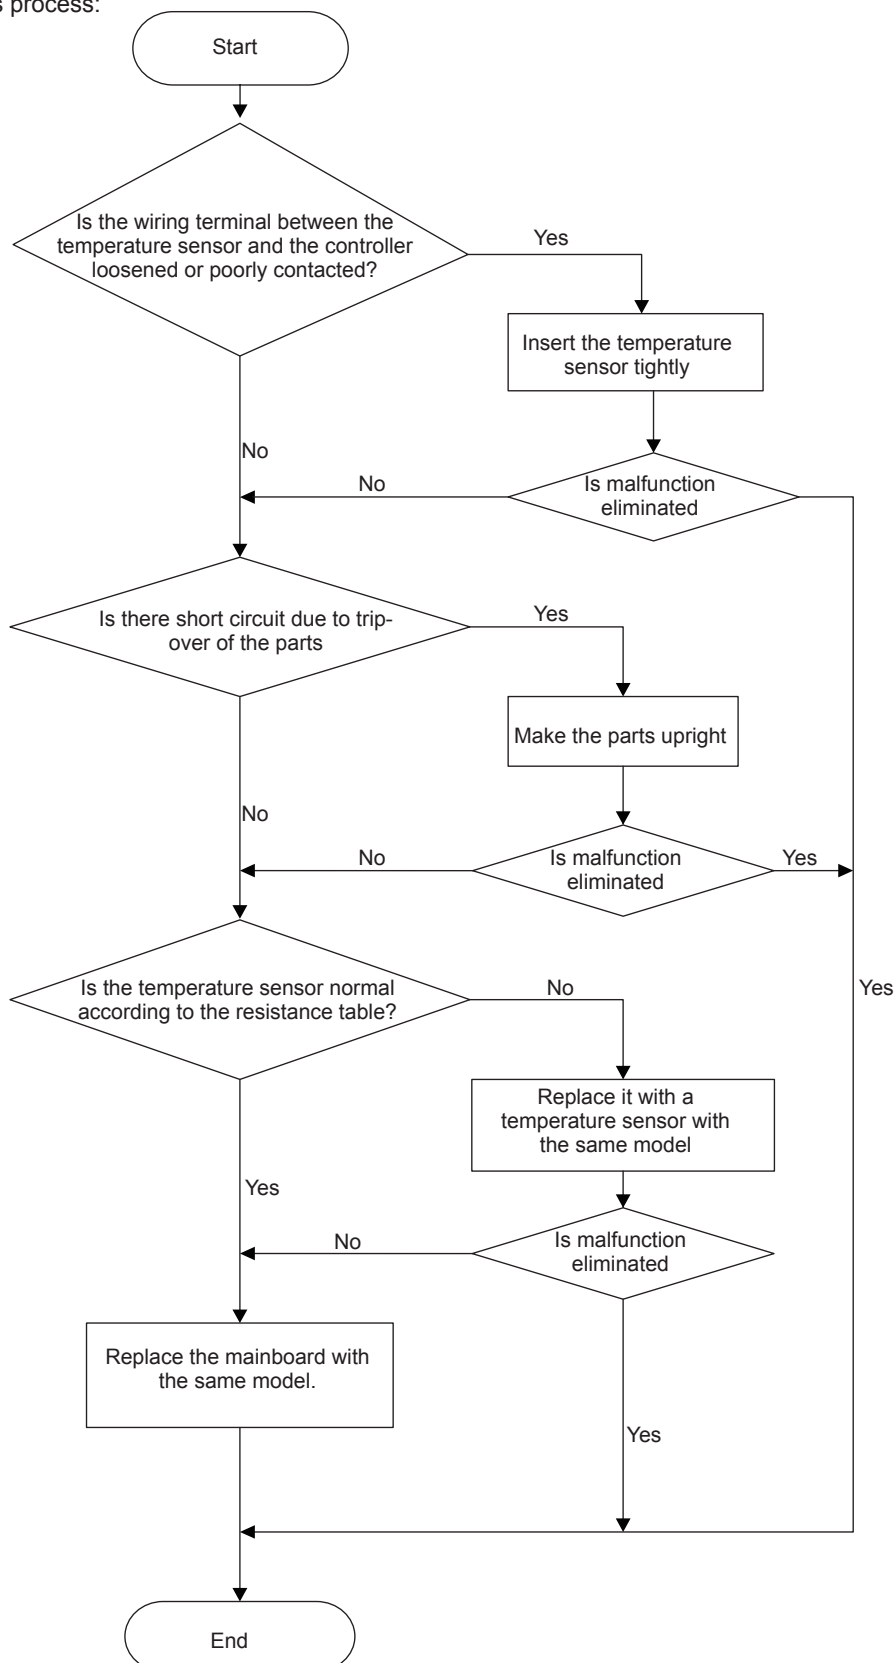 s process:
Start
Is the wiring terminal between the
temperature sensor and the controller
loosened or poorly contacted?
Yes
Insert the temperature
sensor tightly
No
No
Is malfunction
eliminated
Is there short circuit due to trip-
over of the parts
Yes
Make the parts upright
No
No
Is malfunction
eliminated
Yes
Is the temperature sensor normal
according to the resistance table?
No
Yes
Replace it with a
temperature sensor with
the same model
Yes
No
Is malfunction
eliminated
Replace the mainboard with
the same model.
Yes
End